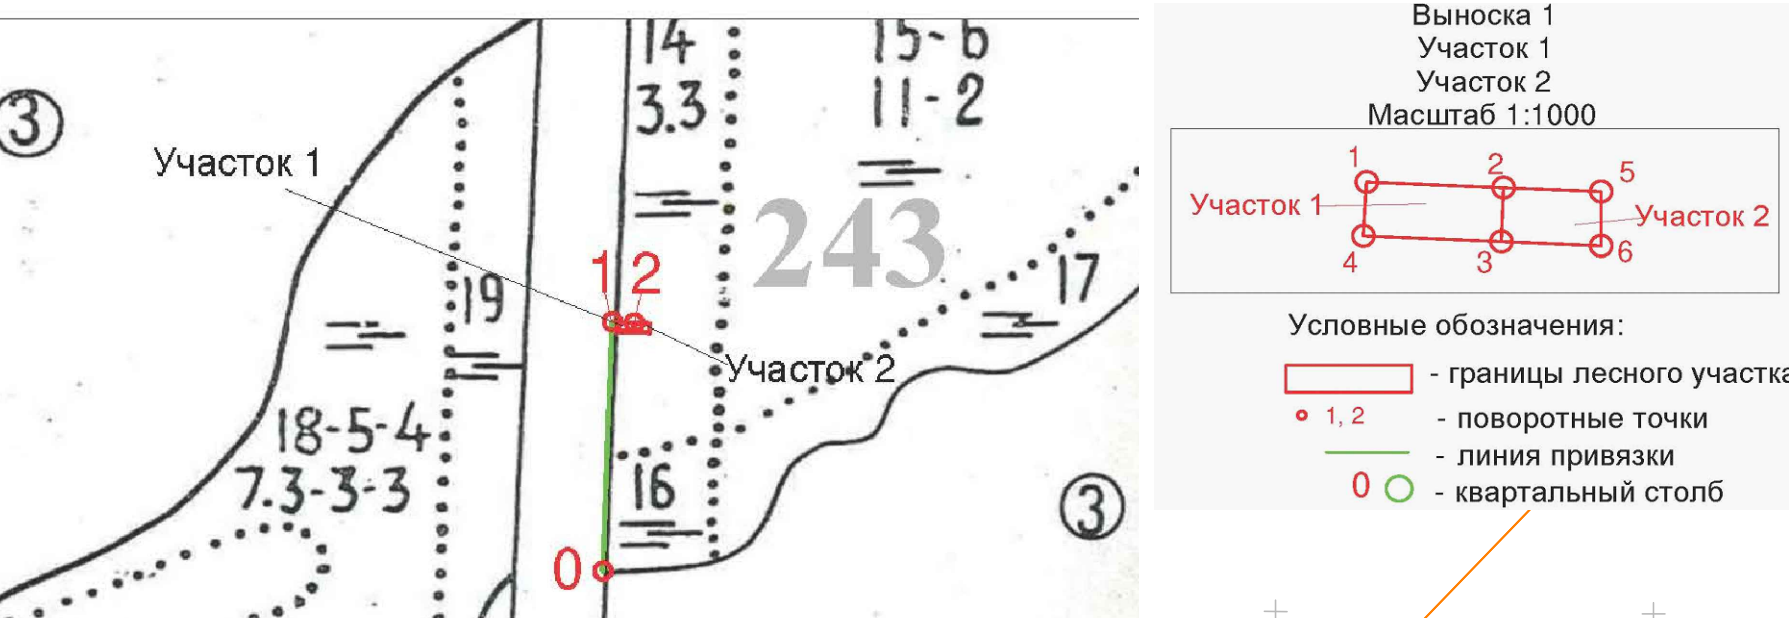 14
3.3
15-6
11-2
3
Участок 1
243
1 2
19
17
Участок 2
18-5-4
7.3-3-3
16
3
0
Выноска 1
Участок 1
Участок 2
Масштаб 1:1000
1 2 5
Участок 1
Участок 2
4 3 6
Условные обозначения:
- границы лесного участка
1, 2 - поворотные точки
- линия привязки
0 - квартальный столб